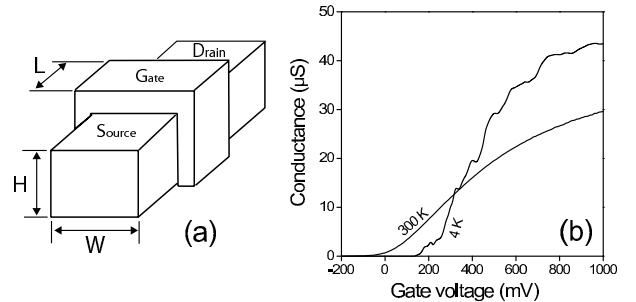 L
Drain
Gate
Source
H
W
(a)
Conductance (µS)
50
40
30
20
10
0
300 K
4 K
(b)
-200 0 200 400 600 800 1000
Gate voltage (mV)